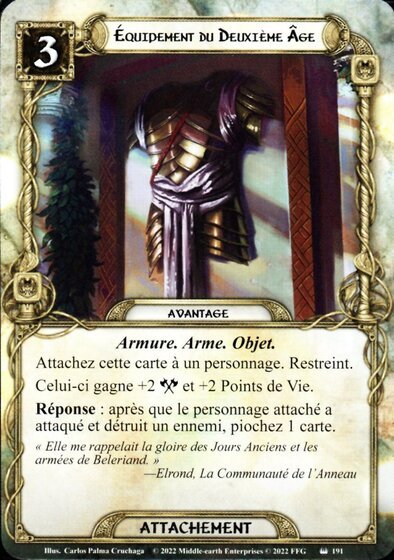 3
Équipement du Deuxième Âge
Avantage
Armure. Arme. Objet.
Attachez cette carte à un personnage. Restreint.
Celui-ci gagne +2 et +2 Points de Vie.
Réponse : après que le personnage attaché a
attaqué et détruit un ennemi, piochez 1 carte.
« Elle me rappelait la gloire des Jours Anciens et les
armées de Beleriand. »
—Elrond, La Communauté de l'Anneau
Attachement
Illus. Carlos Palma Cruchaga © 2022 Middle-earth Enterprises © 2022 FFG 191